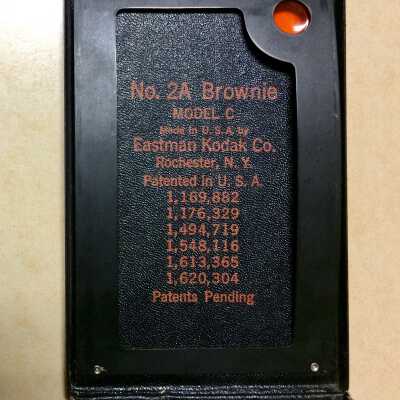 No. 2A Brownie
MODEL C
Made in U. S. A. by
Eastman Kodak Co.
Rochester, N. Y.
Patented in U. S. A.
1,169,882
1,176,329
1,494,719
1,548,116
1,613,365
1,620,304
Patents Pending